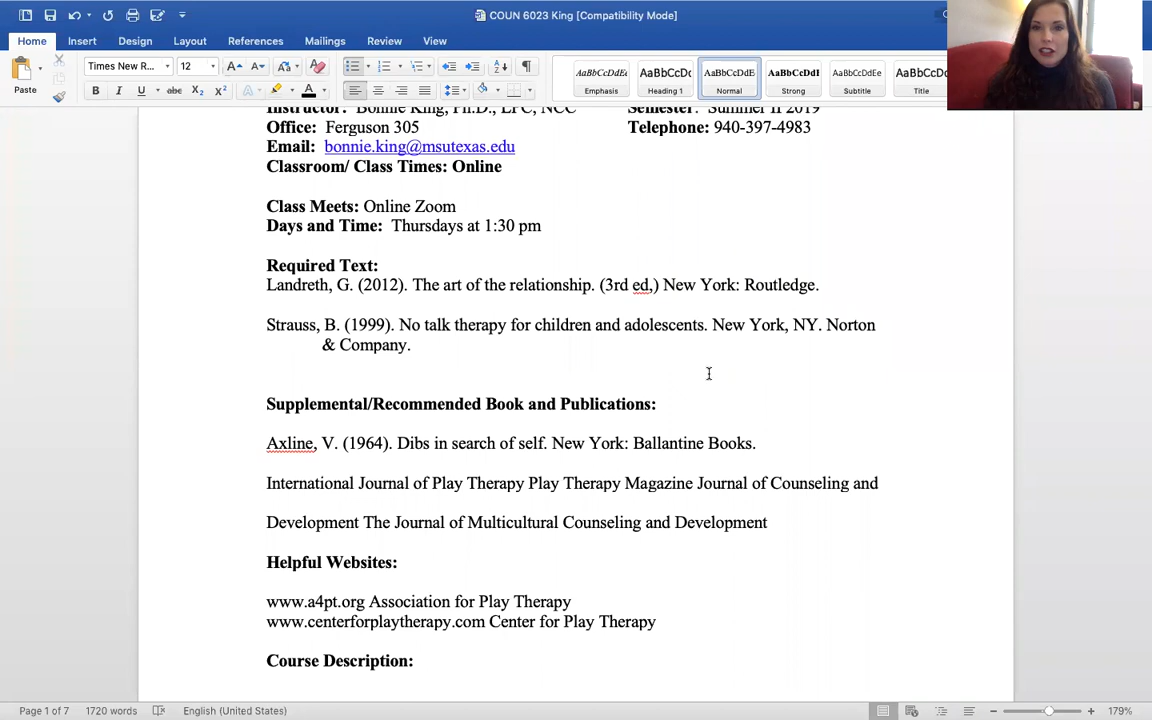 COUN 6023 King [Compatibility Mode]
Home Insert Design Layout References Mailings Review View
Paste
Times New R... 12
B I U abc X2 X2 A A
AaBbCcDdEe AaBbCcDc AaBbCcDdE AaBbCcDdI AaBbCcDdEe AaBbCcD
Emphasis Heading 1 Normal Strong Subtitle Title
Instructor: Bonnie King, Ph.D., LPC, NCC Semester: Summer II 2019
Office: Ferguson 305 Telephone: 940-397-4983
Email: bonnie.king@msutexas.edu
Classroom/ Class Times: Online
Class Meets: Online Zoom
Days and Time: Thursdays at 1:30 pm
Required Text:
Landreth, G. (2012). The art of the relationship. (3rd ed,) New York: Routledge.
Strauss, B. (1999). No talk therapy for children and adolescents. New York, NY. Norton
& Company.
Supplemental/Recommended Book and Publications:
Axline, V. (1964). Dibs in search of self. New York: Ballantine Books.
International Journal of Play Therapy Play Therapy Magazine Journal of Counseling and
Development The Journal of Multicultural Counseling and Development
Helpful Websites:
www.a4pt.org Association for Play Therapy
www.centerforplaytherapy.com Center for Play Therapy
Course Description:
Page 1 of 7 1720 words English (United States) 179%